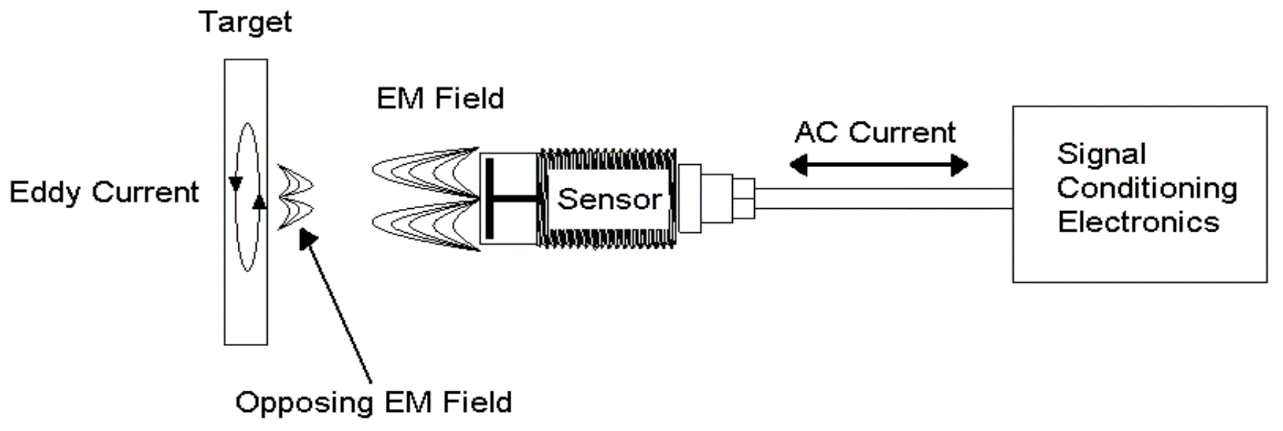 Target
EM Field
AC Current
Signal
Conditioning
Electronics
Eddy Current
Sensor
Opposing EM Field